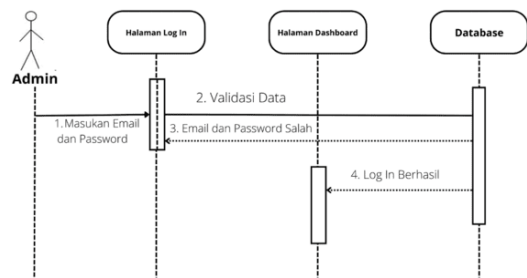 Halaman Log In
Halaman Dashboard
Database
Admin
1.Masukan Email
dan Password
2. Validasi Data
3. Email dan Password Salah
4. Log In Berhasil